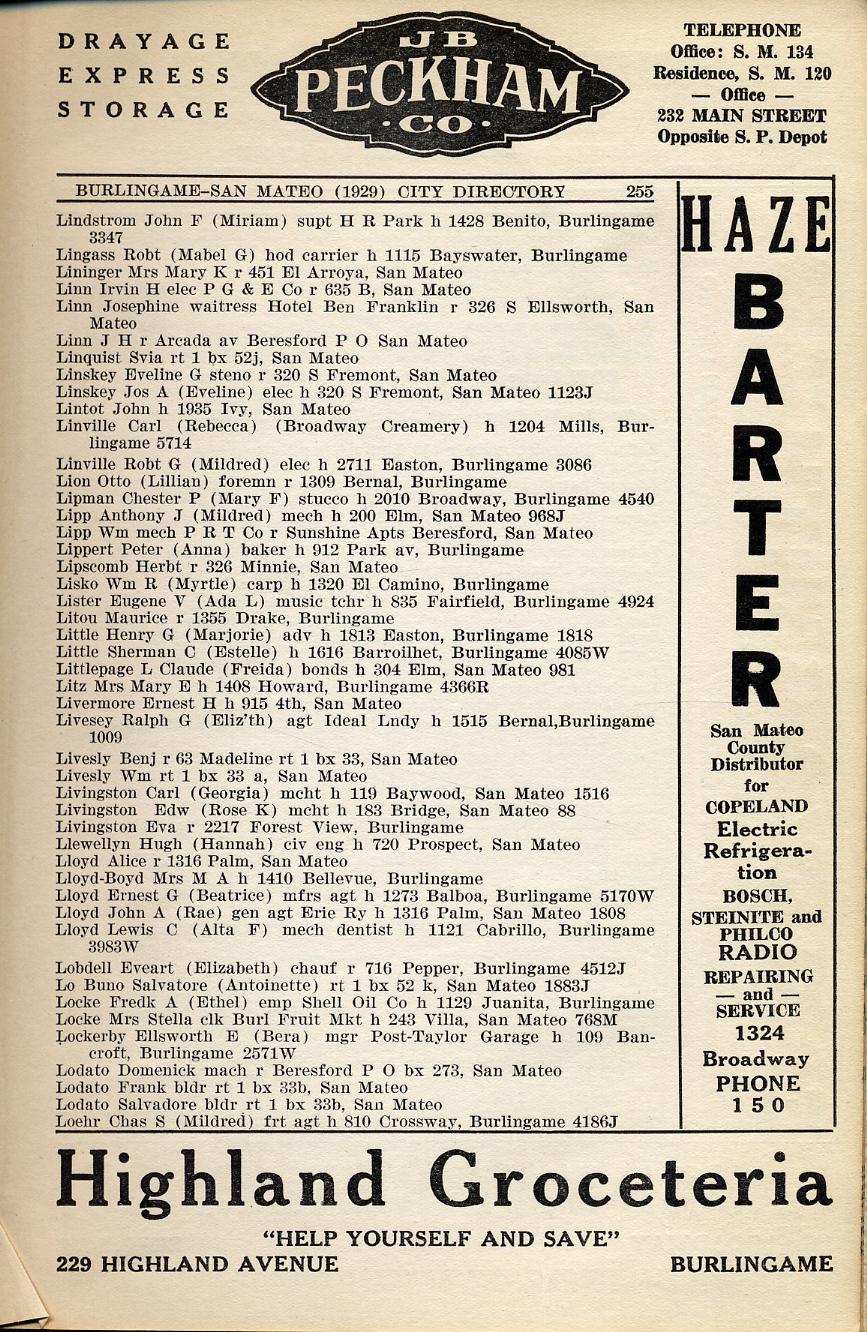 DRAYAGE
EXPRESS
STORAGE
JB
PECKHAM
·CO·
TELEPHONE
Office: S. M. 134
Residence, S. M. 120
— Office —
232 MAIN STREET
Opposite S. P. Depot
BURLINGAME–SAN MATEO (1929) CITY DIRECTORY 255
Lindstrom John F (Miriam) supt H R Park h 1428 Benito, Burlingame
3347
Lingass Robt (Mabel G) hod carrier h 1115 Bayswater, Burlingame
Lininger Mrs Mary K r 451 El Arroya, San Mateo
Linn Irvin H elec P G & E Co r 635 B, San Mateo
Linn Josephine waitress Hotel Ben Franklin r 326 S Ellsworth, San
Mateo
Linn J H r Arcada av Beresford P O San Mateo
Linquist Svia rt 1 bx 52j, San Mateo
Linskey Eveline G steno r 320 S Fremont, San Mateo
Linskey Jos A (Eveline) elec h 320 S Fremont, San Mateo 1123J
Lintot John h 1935 Ivy, San Mateo
Linville Carl (Rebecca) (Broadway Creamery) h 1204 Mills, Bur-
lingame 5714
Linville Robt G (Mildred) elec h 2711 Easton, Burlingame 3086
Lion Otto (Lillian) foremn r 1309 Bernal, Burlingame
Lipman Chester P (Mary F) stucco h 2010 Broadway, Burlingame 4540
Lipp Anthony J (Mildred) mech h 200 Elm, San Mateo 968J
Lipp Wm mech P R T Co r Sunshine Apts Beresford, San Mateo
Lippert Peter (Anna) baker h 912 Park av, Burlingame
Lipscomb Herbt r 326 Minnie, San Mateo
Lisko Wm R (Myrtle) carp h 1320 El Camino, Burlingame
Lister Eugene V (Ada L) music tchr h 835 Fairfield, Burlingame 4924
Litou Maurice r 1355 Drake, Burlingame
Little Henry G (Marjorie) adv h 1813 Easton, Burlingame 1818
Little Sherman C (Estelle) h 1616 Barroilhet, Burlingame 4085W
Littlepage L Claude (Freida) bonds h 304 Elm, San Mateo 981
Litz Mrs Mary E h 1408 Howard, Burlingame 4366R
Livermore Ernest H h 915 4th, San Mateo
Livesey Ralph G (Eliz'th) agt Ideal Lndy h 1515 Bernal,Burlingame
1009
Livesly Benj r 63 Madeline rt 1 bx 33, San Mateo
Livesly Wm rt 1 bx 33 a, San Mateo
Livingston Carl (Georgia) mcht h 119 Baywood, San Mateo 1516
Livingston Edw (Rose K) mcht h 183 Bridge, San Mateo 88
Livingston Eva r 2217 Forest View, Burlingame
Llewellyn Hugh (Hannah) civ eng h 720 Prospect, San Mateo
Lloyd Alice r 1316 Palm, San Mateo
Lloyd-Boyd Mrs M A h 1410 Bellevue, Burlingame
Lloyd Ernest G (Beatrice) mfrs agt h 1273 Balboa, Burlingame 5170W
Lloyd John A (Rae) gen agt Erie Ry h 1316 Palm, San Mateo 1808
Lloyd Lewis C (Alta F) mech dentist h 1121 Cabrillo, Burlingame
3983W
Lobdell Eveart (Elizabeth) chauf r 716 Pepper, Burlingame 4512J
Lo Buno Salvatore (Antoinette) rt 1 bx 52 k, San Mateo 1883J
Locke Fredk A (Ethel) emp Shell Oil Co h 1129 Juanita, Burlingame
Locke Mrs Stella clk Burl Fruit Mkt h 243 Villa, San Mateo 768M
Lockerby Ellsworth E (Bera) mgr Post-Taylor Garage h 109 Ban-
croft, Burlingame 2571W
Lodato Domenick mach r Beresford P O bx 273, San Mateo
Lodato Frank bldr rt 1 bx 33b, San Mateo
Lodato Salvadore bldr rt 1 bx 33b, San Mateo
Loehr Chas S (Mildred) frt agt h 810 Crossway, Burlingame 4186J
HAZE
B
A
R
T
E
R
San Mateo
County
Distributor
for
COPELAND
Electric
Refrigera-
tion
BOSCH,
STEINITE and
PHILCO
RADIO
REPAIRING
— and —
SERVICE
1324
Broadway
PHONE
150
Highland Groceteria
“HELP YOURSELF AND SAVE”
229 HIGHLAND AVENUE BURLINGAME